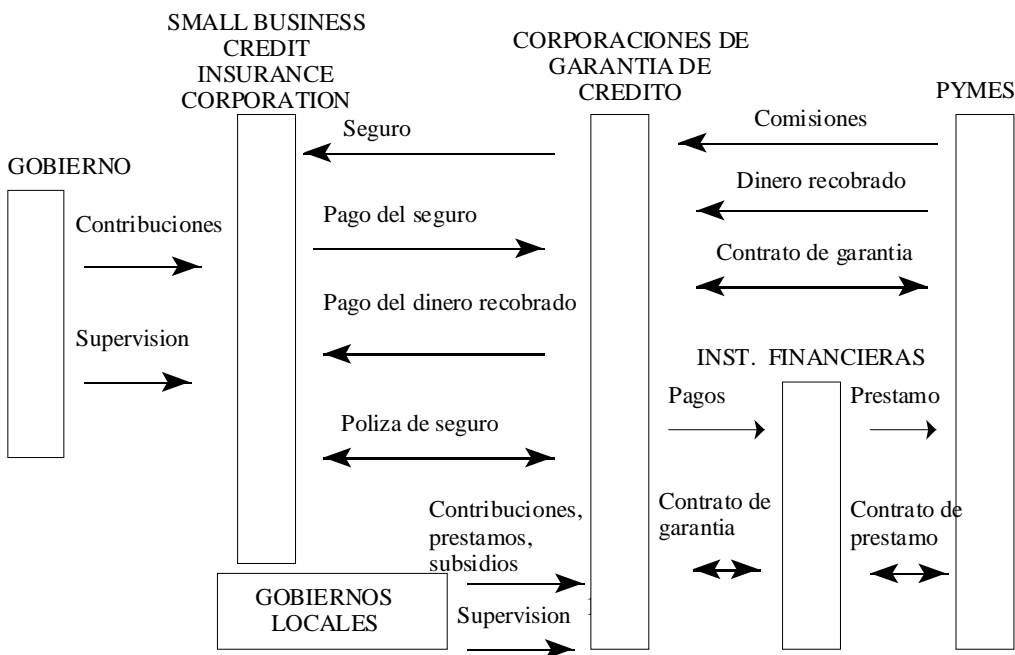 SMALL BUSINESS
CREDIT
INSURANCE
CORPORATION
CORPORACIONES DE
GARANTIA DE
CREDITO
PYMES
GOBIERNO
Seguro
Comisiones
Contribuciones
Pago del seguro
Dinero recobrado
Contrato de garantia
Supervision
Pago del dinero recobrado
INST. FINANCIERAS
Poliza de seguro
Pagos
Prestamo
Contribuciones,
prestamos,
subsidios
Contrato de
garantia
Contrato de
prestamo
GOBIERNOS
LOCALES
Supervision